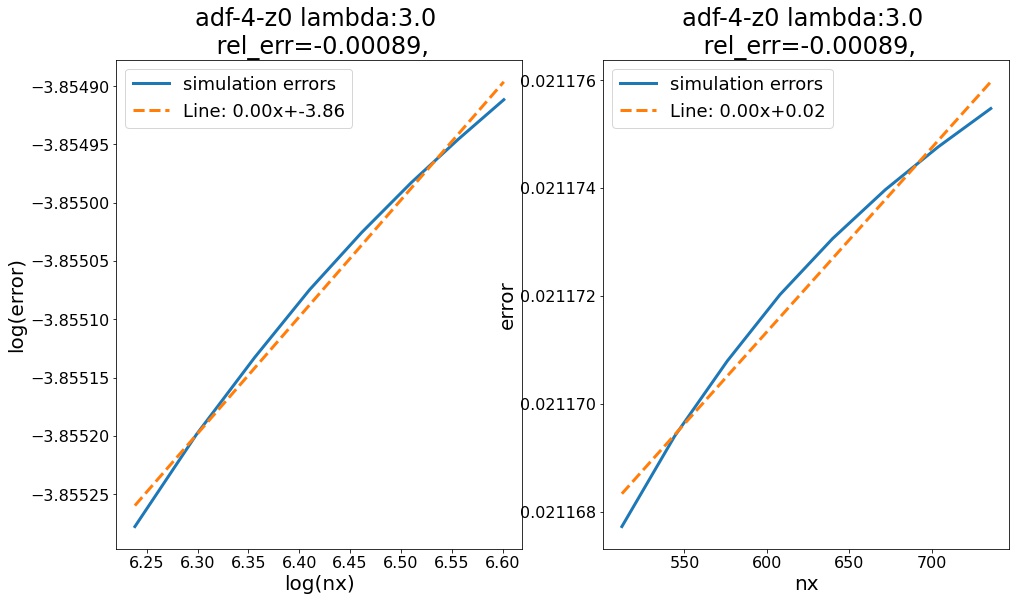 adf-4-z0 lambda:3.0
rel_err=-0.00089,
simulation errors
Line: 0.00x+-3.86
log(error)
−3.85490
−3.85495
−3.85500
−3.85505
−3.85510
−3.85515
−3.85520
−3.85525
6.25 6.30 6.35 6.40 6.45 6.50 6.55 6.60
log(nx)
adf-4-z0 lambda:3.0
rel_err=-0.00089,
simulation errors
Line: 0.00x+0.02
error
0.021176
0.021174
0.021172
0.021170
0.021168
550 600 650 700
nx